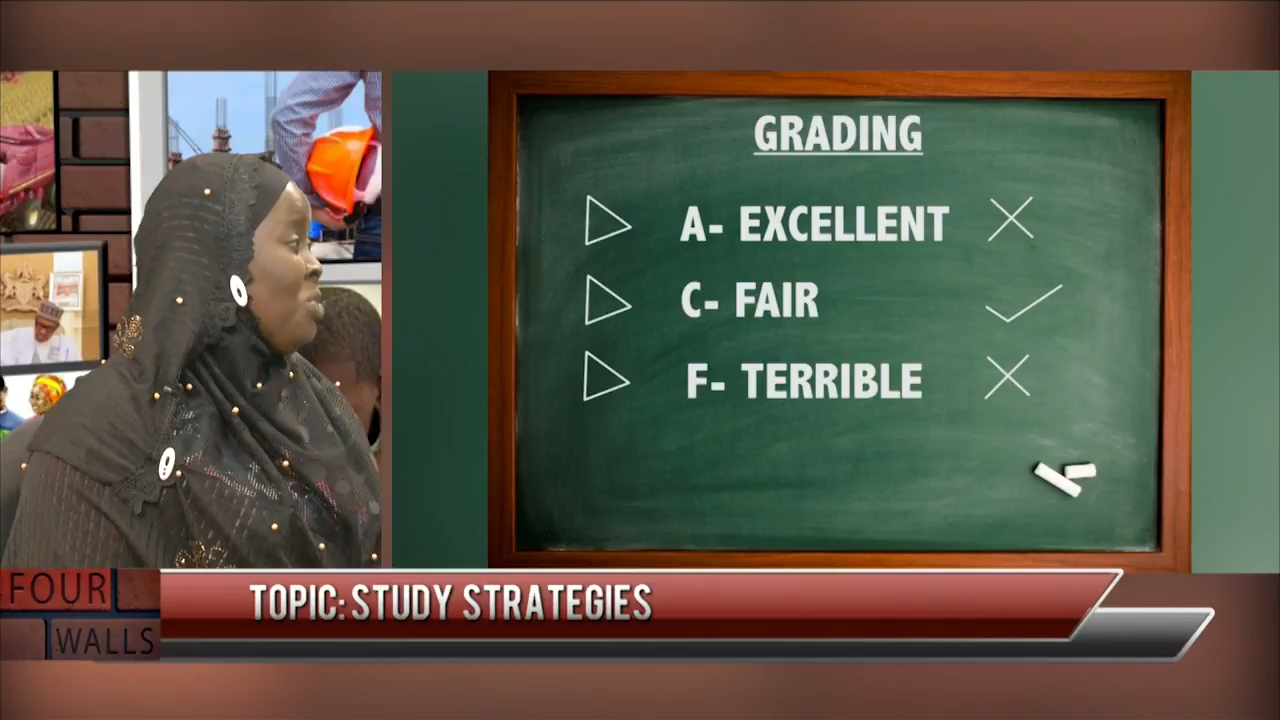 GRADING
A- EXCELLENT
C- FAIR
F- TERRIBLE
FOUR
WALLS
TOPIC: STUDY STRATEGIES